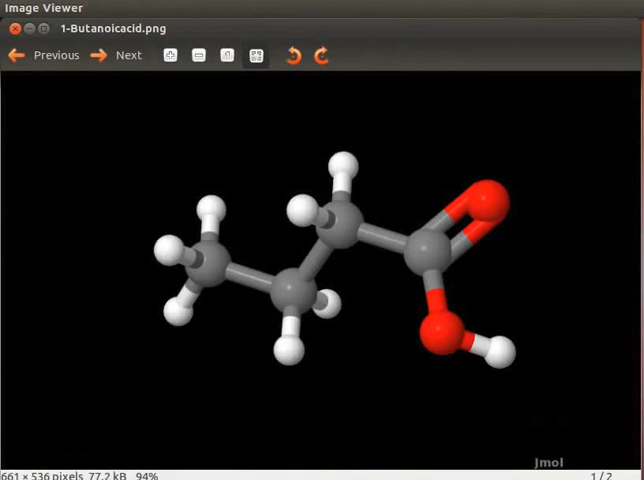 Image Viewer
1-Butanoicacid.png
Previous Next
Jmol
661 × 536 pixels 77.2 kB 94% 1 / 2